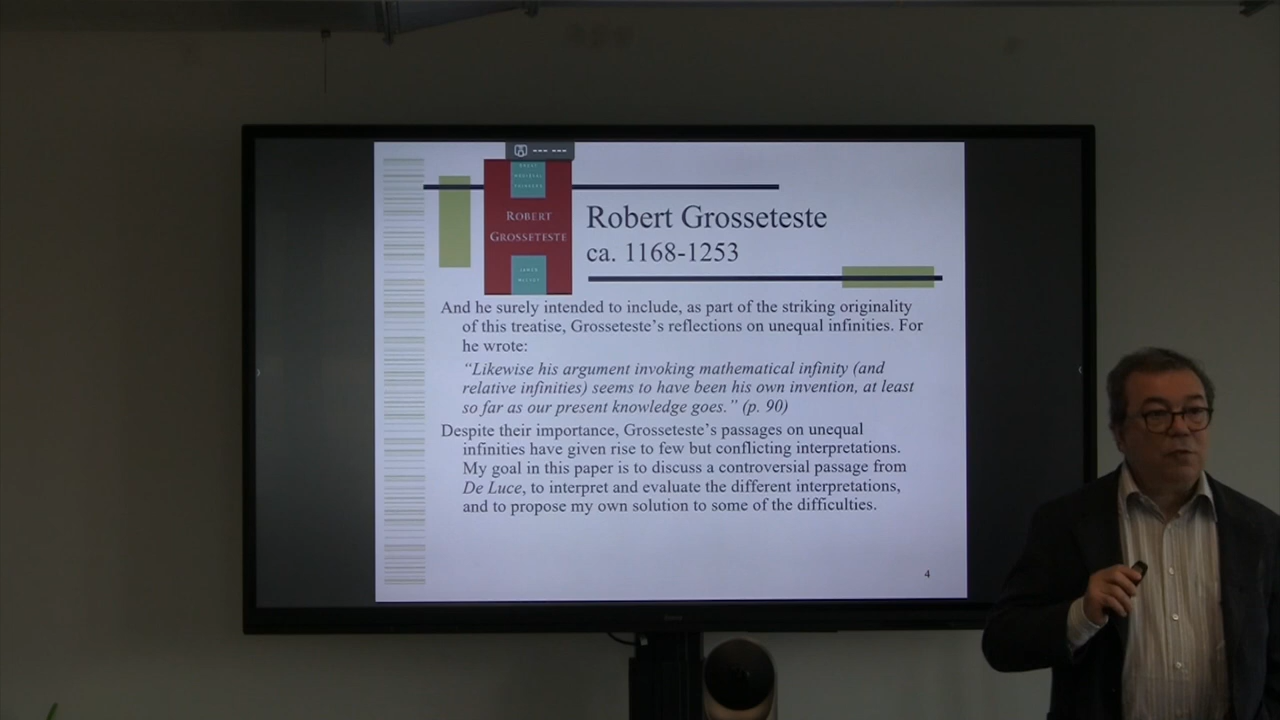 GREAT
MEDIEVAL
THINKERS
ROBERT
GROSSETESTE
JAMES
McEVOY
Robert Grosseteste
ca. 1168-1253
And he surely intended to include, as part of the striking originality
of this treatise, Grosseteste's reflections on unequal infinities. For
he wrote:
“Likewise his argument invoking mathematical infinity (and
relative infinities) seems to have been his own invention, at least
so far as our present knowledge goes.” (p. 90)
Despite their importance, Grosseteste's passages on unequal
infinities have given rise to few but conflicting interpretations.
My goal in this paper is to discuss a controversial passage from
De Luce, to interpret and evaluate the different interpretations,
and to propose my own solution to some of the difficulties.
4